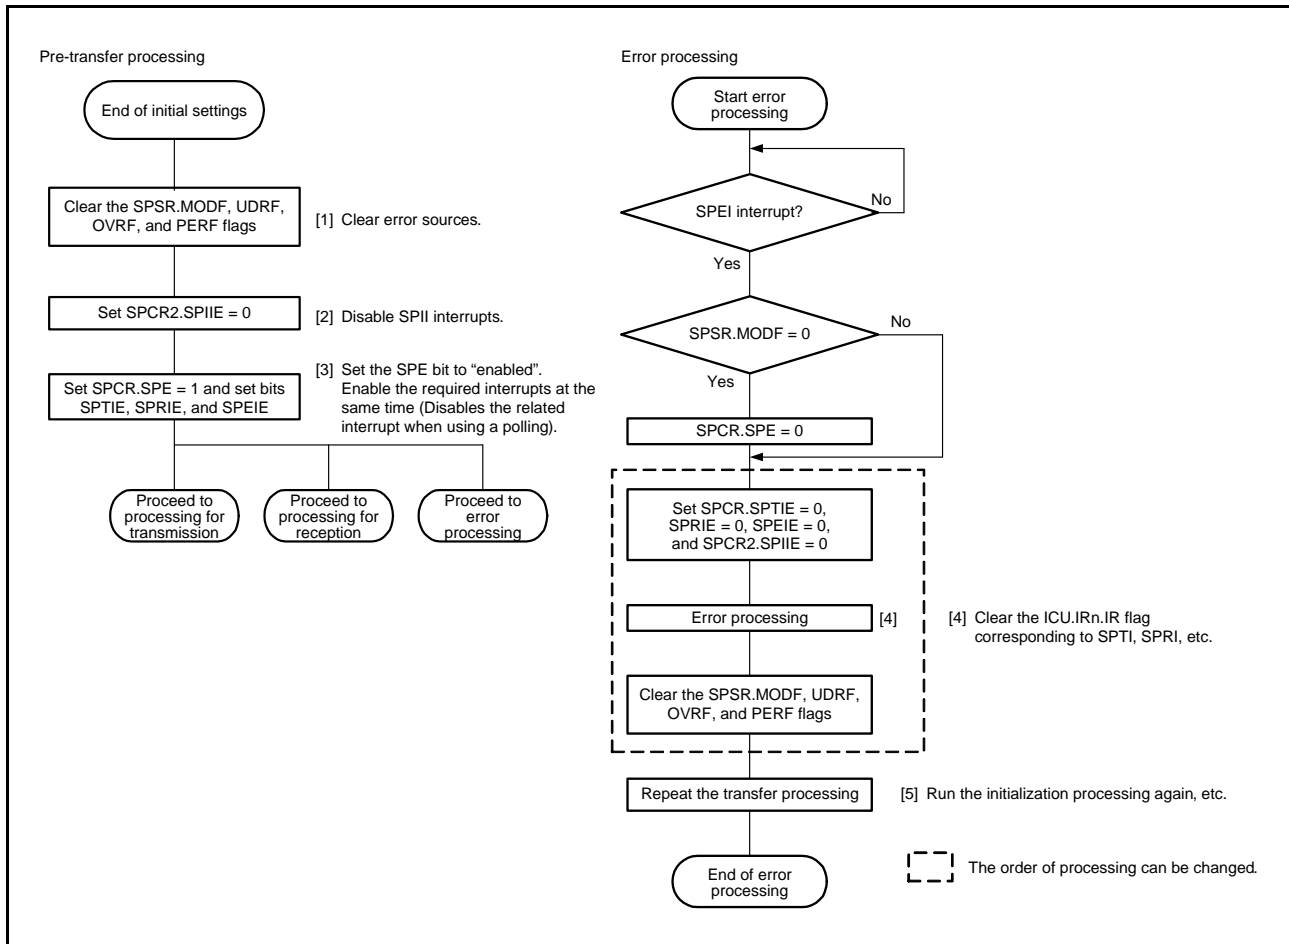 Pre-transfer processing
End of initial settings
Clear the SPSR.MODF, UDRF,
OVRF, and PERF flags
[1] Clear error sources.
Set SPCR2.SPIIE = 0
[2] Disable SPII interrupts.
Set SPCR.SPE = 1 and set bits
SPTIE, SPRIE, and SPEIE
[3] Set the SPE bit to “enabled”.
Enable the required interrupts at the
same time (Disables the related
interrupt when using a polling).
Proceed to
processing for
transmission
Proceed to
processing for
reception
Proceed to
error
processing
Error processing
Start error
processing
SPEI interrupt?
No
Yes
SPSR.MODF = 0
No
Yes
SPCR.SPE = 0
Set SPCR.SPTIE = 0,
SPRIE = 0, SPEIE = 0,
and SPCR2.SPIIE = 0
Error processing
[4]
[4] Clear the ICU.IRn.IR flag
corresponding to SPTI, SPRI, etc.
Clear the SPSR.MODF, UDRF,
OVRF, and PERF flags
Repeat the transfer processing
[5] Run the initialization processing again, etc.
End of error
processing
The order of processing can be changed.